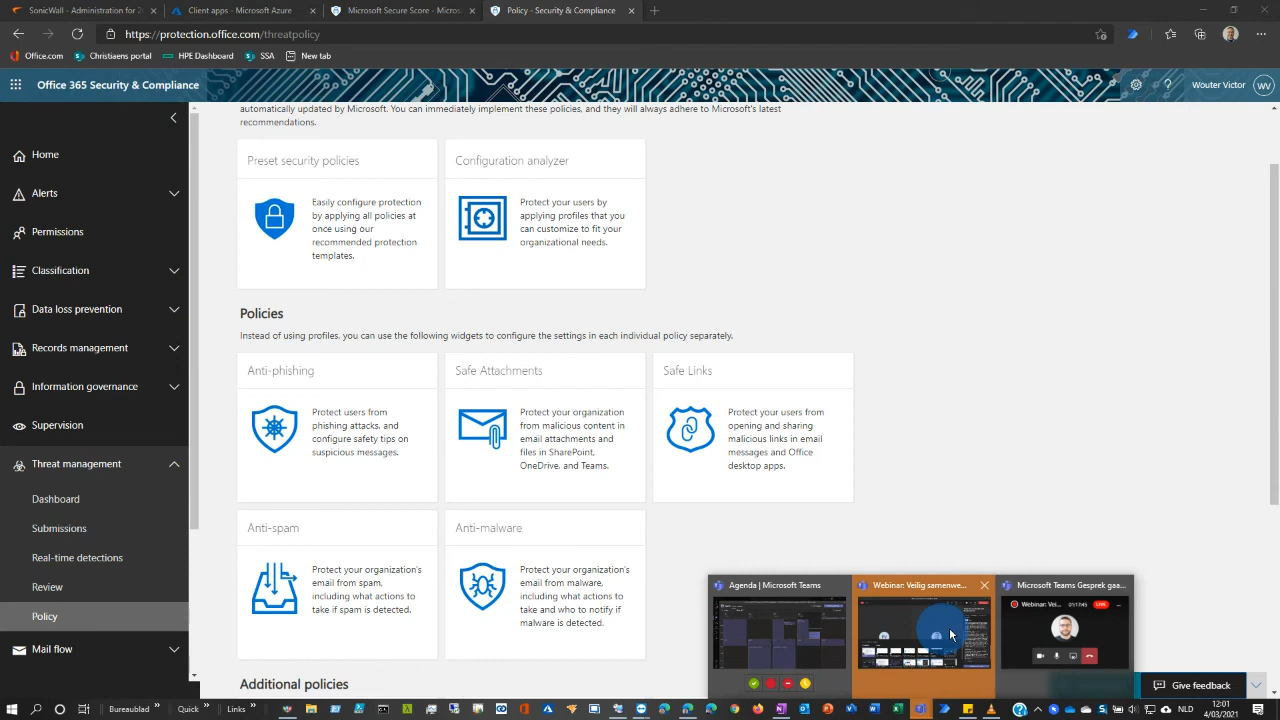 SonicWall - Administration for 2
Client apps - Microsoft Azure
Microsoft Secure Score - Microso
Policy - Security & Compliance
https://protection.office.com/threatpolicy
Office.com
Christiaens portal
HPE Dashboard
SSA
New tab
Office 365 Security & Compliance
Wouter Victor
WV
automatically updated by Microsoft. You can immediately implement these policies, and they will always adhere to Microsoft's latest
recommendations.
Home
Alerts
Permissions
Classification
Data loss prevention
Records management
Information governance
Supervision
Threat management
Dashboard
Submissions
Real-time detections
Review
Policy
Mail flow
Preset security policies
Easily configure protection
by applying all policies at
once using our
recommended protection
templates.
Configuration analyzer
Protect your users by
applying profiles that you
can customize to fit your
organizational needs.
Policies
Instead of using profiles, you can use the following widgets to configure the settings in each individual policy separately.
Anti-phishing
Protect users from
phishing attacks, and
configure safety tips on
suspicious messages.
Safe Attachments
Protect your organization
from malicious content in
email attachments and
files in SharePoint,
OneDrive, and Teams.
Safe Links
Protect your users from
opening and sharing
malicious links in email
messages and Office
desktop apps.
Anti-spam
Protect your organization's
email from spam,
including what actions to
take if spam is detected.
Anti-malware
Protect your organization's
email from malware,
including what actions to
take and who to notify if
malware is detected.
Additional policies
Agenda | Microsoft Teams
Webinar: Veilig samenwe...
Microsoft Teams Gesprek gaa...
Webinar: Vei...
01:17:45
LIVE
Give feedback
Bureaublad
Quick
Links
NLD
12:01
4/03/2021